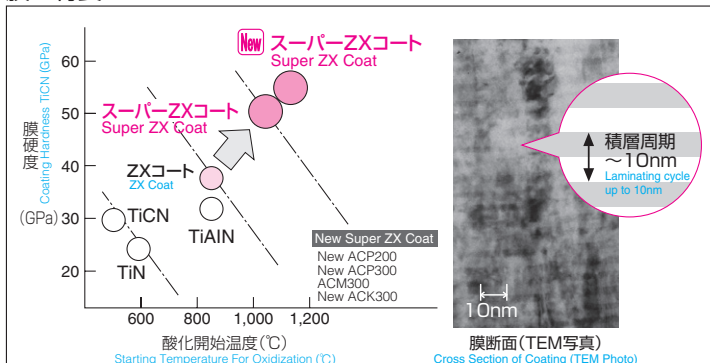 New スーパーZXコート
Super ZX Coat
スーパーZXコート
Super ZX Coat
ZXコート
ZX Coat
TiCN
TiN
TiAlN
膜硬度
Coating Hardness TiCN (GPa)
(GPa)
60
50
40
30
20
600
800
1,000
1,200
酸化開始温度(℃)
Starting Temperature For Oxidization (℃)
New Super ZX Coat
New ACP200
New ACP300
ACM300
New ACK300
積層周期
～10nm
Laminating cycle
up to 10nm
10nm
膜断面(TEM写真)
Cross Section of Coating (TEM Photo)